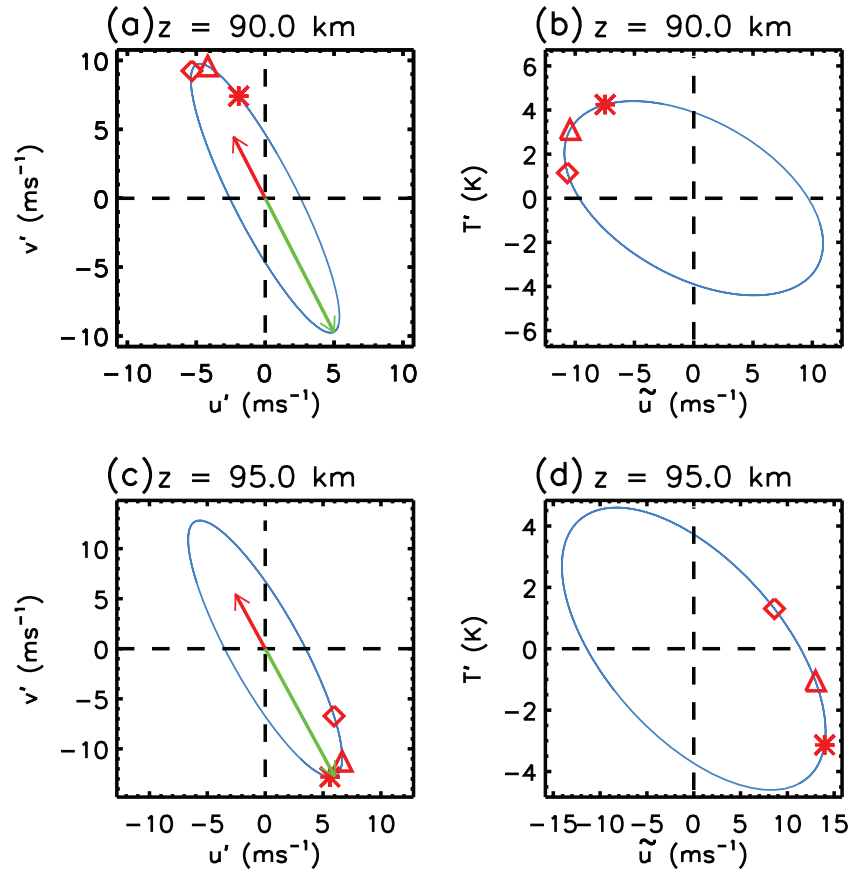 (a) z = 90.0 km
(b) z = 90.0 km
v' (ms⁻¹)
10
5
0
−5
−10
−10 −5 0 5 10
u' (ms⁻¹)
T' (K)
6
4
2
0
−2
−4
−6
−10 −5 0 5 10
ũ (ms⁻¹)
(c) z = 95.0 km
(d) z = 95.0 km
v' (ms⁻¹)
10
5
0
−5
−10
−10 −5 0 5 10
u' (ms⁻¹)
T' (K)
4
2
0
−2
−4
−15 −10 −5 0 5 10 15
ũ (ms⁻¹)